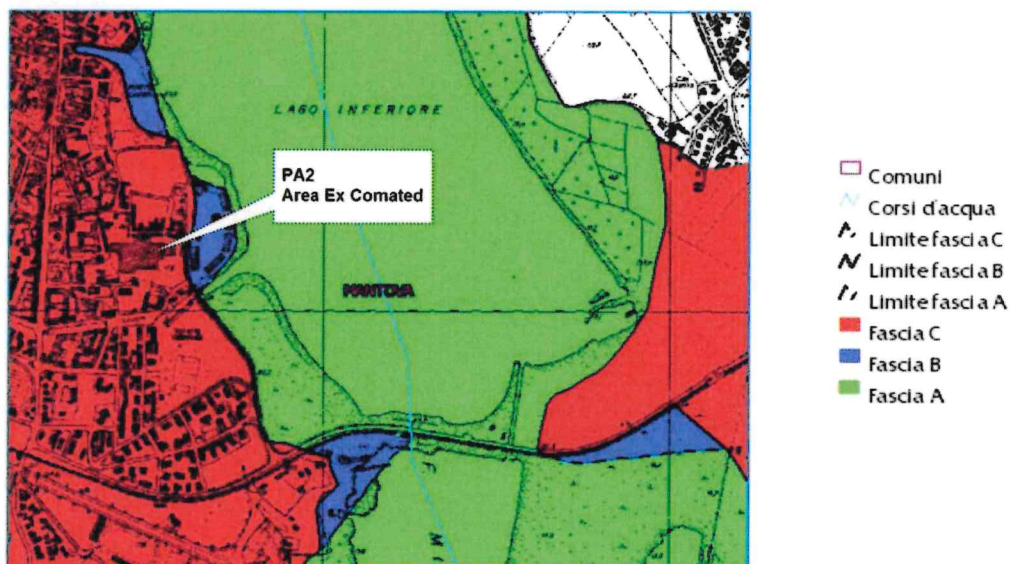 LAGO INFERIORE
PA2
Area Ex Comated
MANTOVA
Comuni
Corsi d'acqua
Limite fascia C
Limite fascia B
Limite fascia A
Fascia C
Fascia B
Fascia A